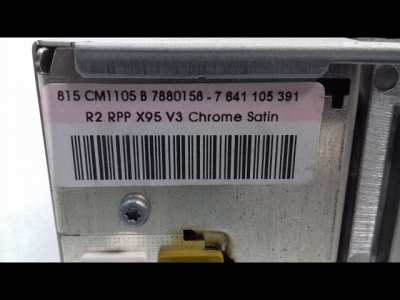 815 CM1105 B 7880158 - 7 641 105 391
R2 RPP X95 V3 Chrome Satin